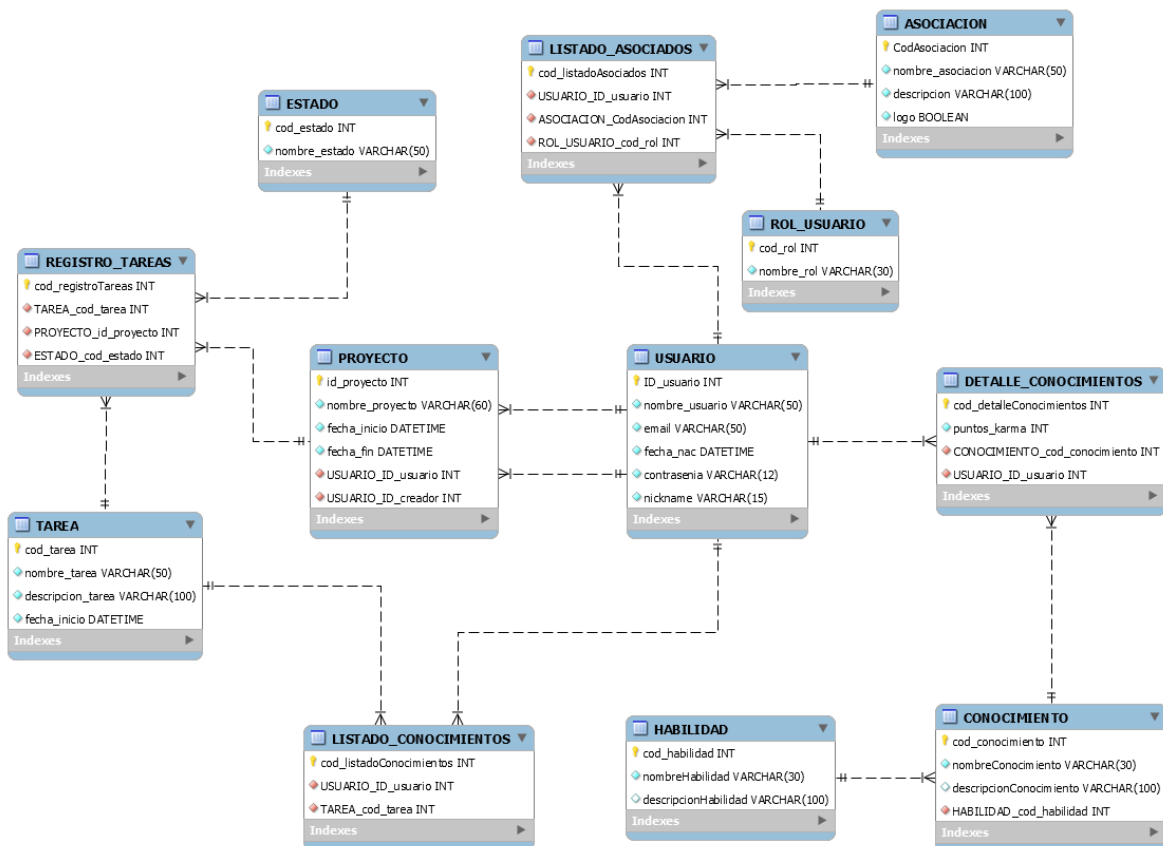 ASOCIACION
CodAsociacion INT
nombre_asociacion VARCHAR(50)
descripcion VARCHAR(100)
logo BOOLEAN
Indexes
LISTADO_ASOCIADOS
cod_listadoAsociados INT
USUARIO_ID_usuario INT
ASOCIACION_CodAsociacion INT
ROL_USUARIO_cod_rol INT
Indexes
ESTADO
cod_estado INT
nombre_estado VARCHAR(50)
Indexes
ROL_USUARIO
cod_rol INT
nombre_rol VARCHAR(30)
Indexes
REGISTRO_TAREAS
cod_registroTareas INT
TAREA_cod_tarea INT
PROYECTO_id_proyecto INT
ESTADO_cod_estado INT
Indexes
PROYECTO
id_proyecto INT
nombre_proyecto VARCHAR(60)
fecha_inicio DATETIME
fecha_fin DATETIME
USUARIO_ID_usuario INT
USUARIO_ID_creador INT
Indexes
USUARIO
ID_usuario INT
nombre_usuario VARCHAR(50)
email VARCHAR(50)
fecha_nac DATETIME
contrasenia VARCHAR(12)
nickname VARCHAR(15)
Indexes
DETALLE_CONOCIMIENTOS
cod_detalleConocimientos INT
puntos_karma INT
CONOCIMIENTO_cod_conocimiento INT
USUARIO_ID_usuario INT
Indexes
TAREA
cod_tarea INT
nombre_tarea VARCHAR(50)
descripcion_tarea VARCHAR(100)
fecha_inicio DATETIME
Indexes
LISTADO_CONOCIMIENTOS
cod_listadoConocimientos INT
USUARIO_ID_usuario INT
TAREA_cod_tarea INT
Indexes
HABILIDAD
cod_habilidad INT
nombreHabilidad VARCHAR(30)
descripcionHabilidad VARCHAR(100)
Indexes
CONOCIMIENTO
cod_conocimiento INT
nombreConocimiento VARCHAR(30)
descripcionConocimiento VARCHAR(100)
HABILIDAD_cod_habilidad INT
Indexes